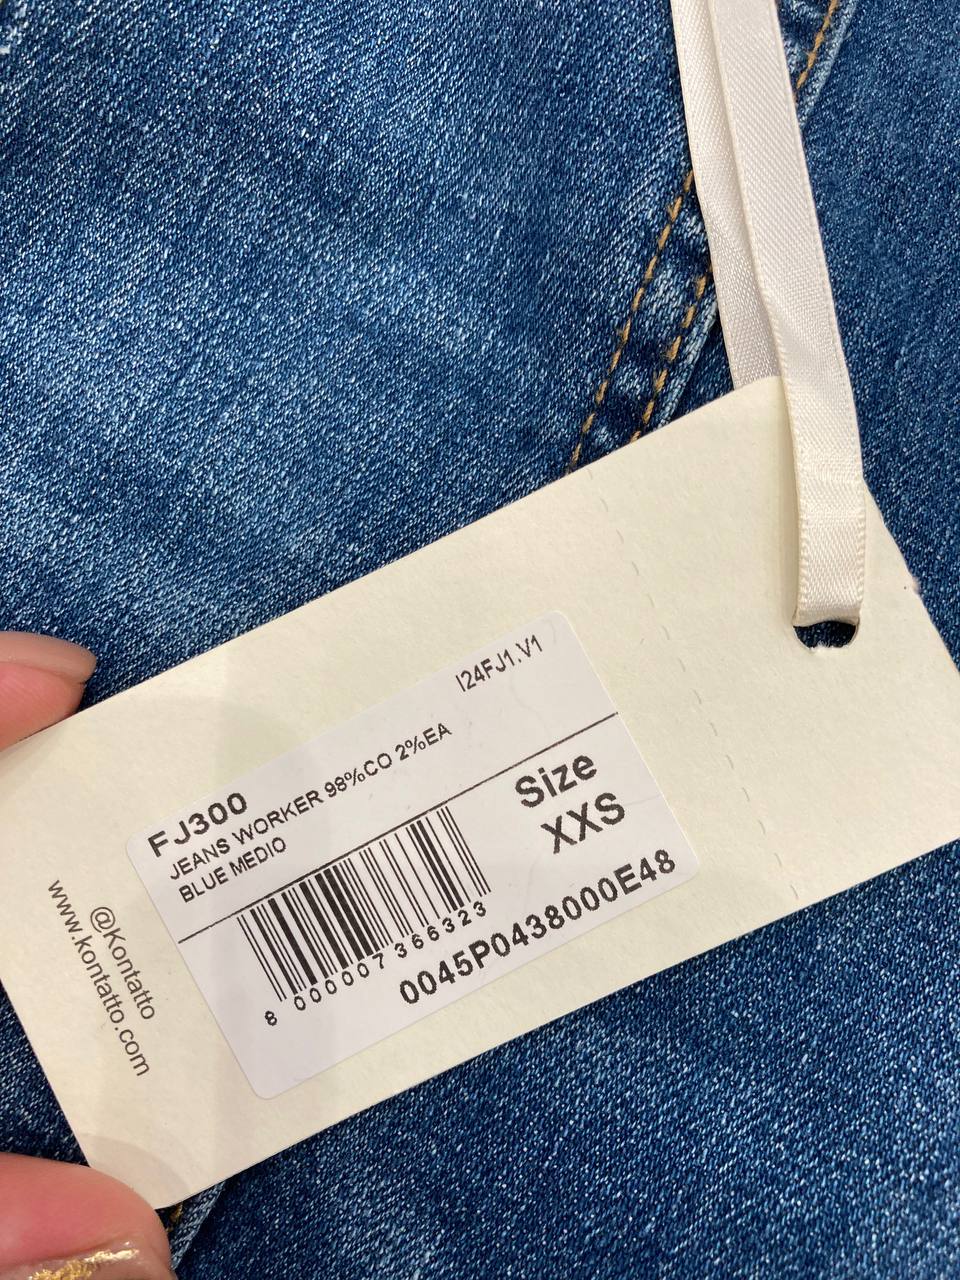 I24FJ1.V1
FJ300
JEANS WORKER 98%CO 2%EA
BLUE MEDIO
Size
XXS
8 000007 366323
0045P0438000E48
@Kontatto
www.kontatto.com